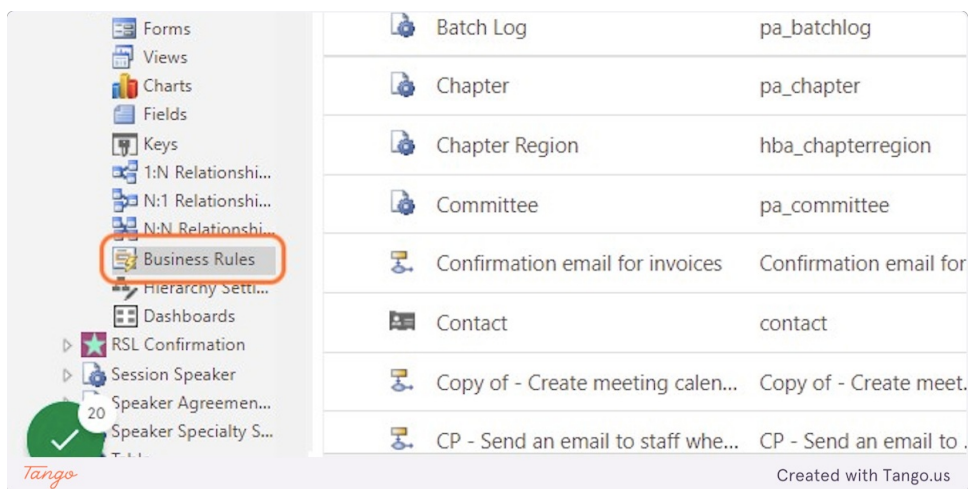 Forms
Views
Charts
Fields
Keys
1:N Relationshi...
N:1 Relationshi...
N:N Relationshi...
Business Rules
Hierarchy Setti...
Dashboards
RSL Confirmation
Session Speaker
Speaker Agreemen...
20
Speaker Specialty S...
Batch Log pa_batchlog
Chapter pa_chapter
Chapter Region hba_chapterregion
Committee pa_committee
Confirmation email for invoices Confirmation email for
Contact contact
Copy of - Create meeting calen... Copy of - Create meet.
CP - Send an email to staff whe... CP - Send an email to .
Tango
Created with Tango.us